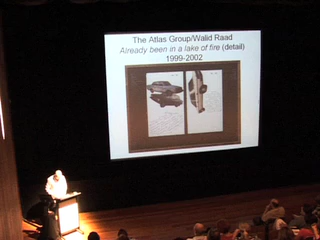 The Atlas Group/Walid Raad
Already been in a lake of fire (detail)
1999-2002